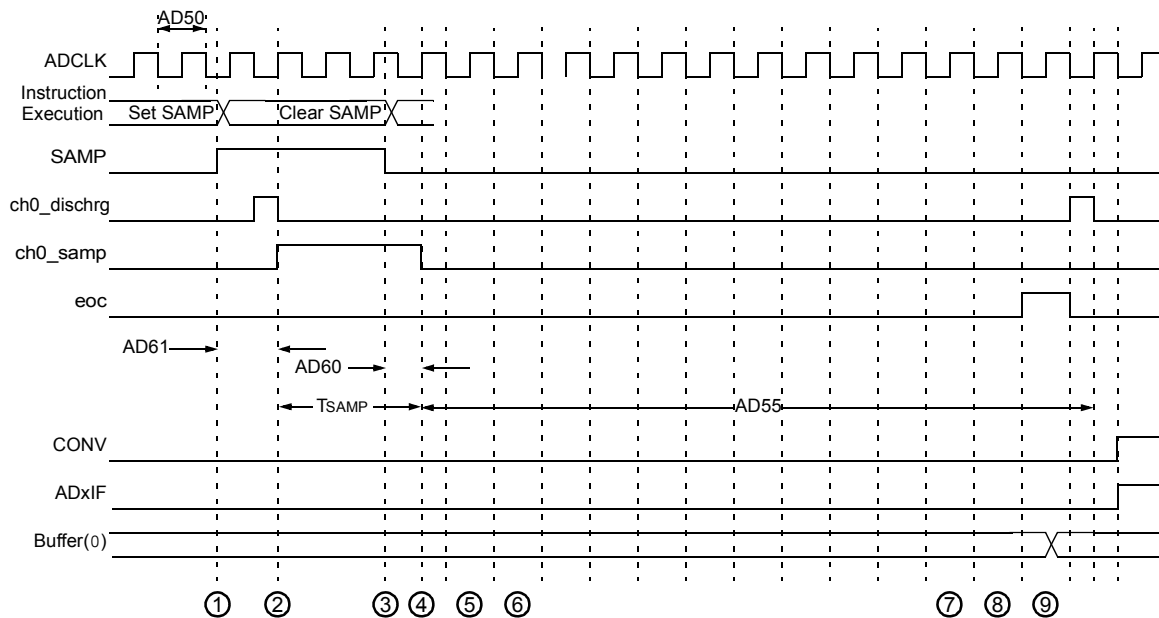 AD50
ADCLK
Instruction
Execution
Set SAMP
Clear SAMP
SAMP
ch0_dischrg
ch0_samp
eoc
AD61
AD60
TSAMP
AD55
CONV
ADxIF
Buffer(0)
1 2 3 4 5 6 7 8 9